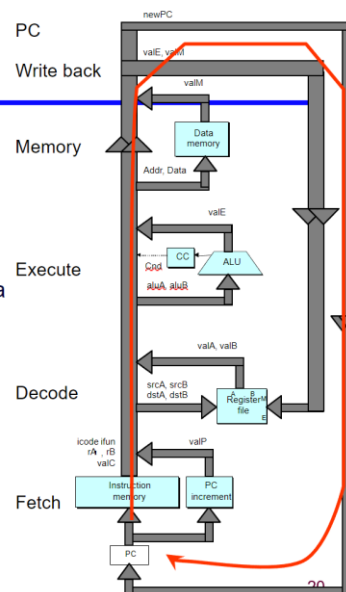 newPC
PC
valE, valM
Write back
valM
Memory
Data
memory
Addr, Data
valE
CC
ALU
Cnd
Execute
aluA, aluB
a
valA, valB
Decode
srcA, srcB
dstA, dstB
A B
Register
file
M
E
icode ifun
rA , rB
valC
valP
Fetch
Instruction
memory
PC
increment
PC
20